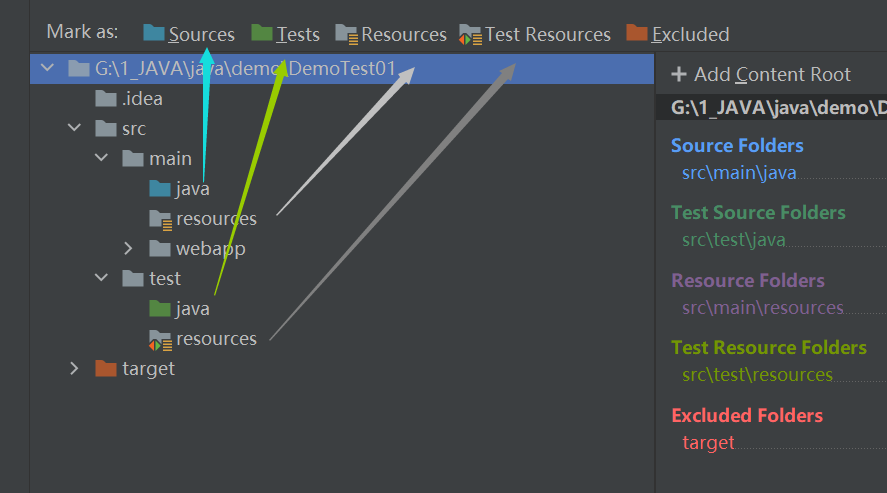 Mark as: Sources Tests Resources Test Resources Excluded
G:\1_JAVA\java\demo\DemoTest01
.idea
src
main
java
resources
webapp
test
java
resources
target
+ Add Content Root
G:\1_JAVA\java\demo\D
Source Folders
src\main\java
Test Source Folders
src\test\java
Resource Folders
src\main\resources
Test Resource Folders
src\test\resources
Excluded Folders
target